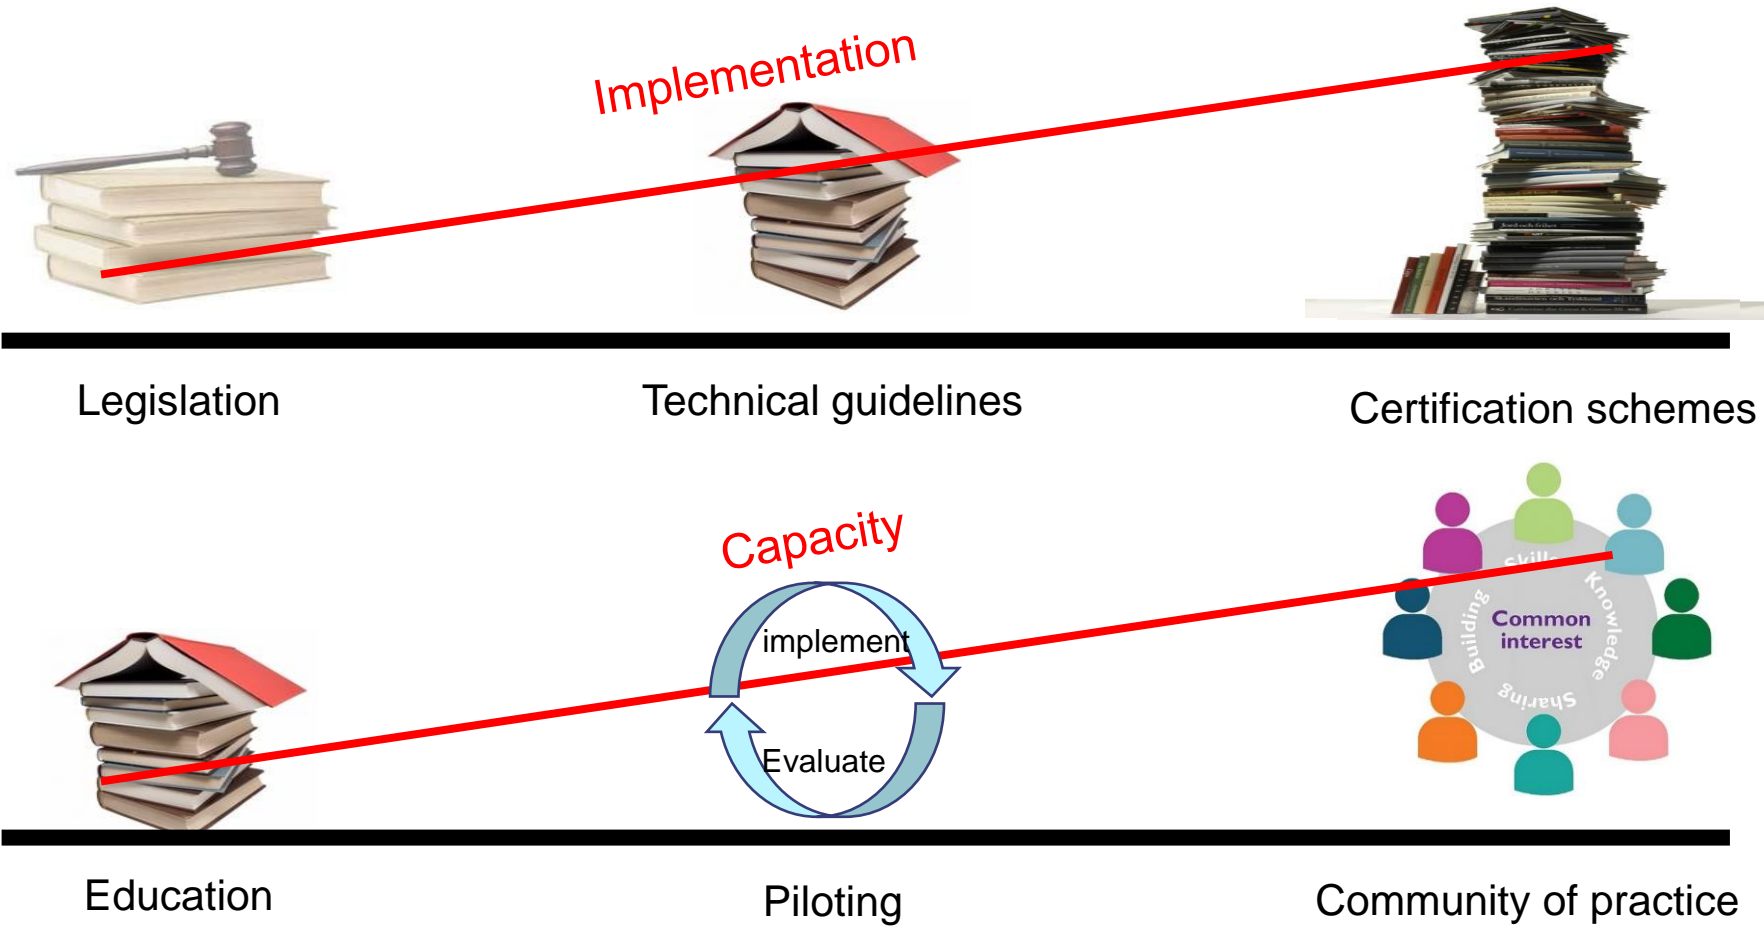 Implementation
Legislation
Technical guidelines
Certification schemes
Capacity
implement
Evaluate
Skills
Knowledge
Building
Common
interest
Sharing
Education
Piloting
Community of practice